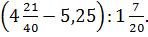 (4 21/40 − 5,25) : 1 7/20.